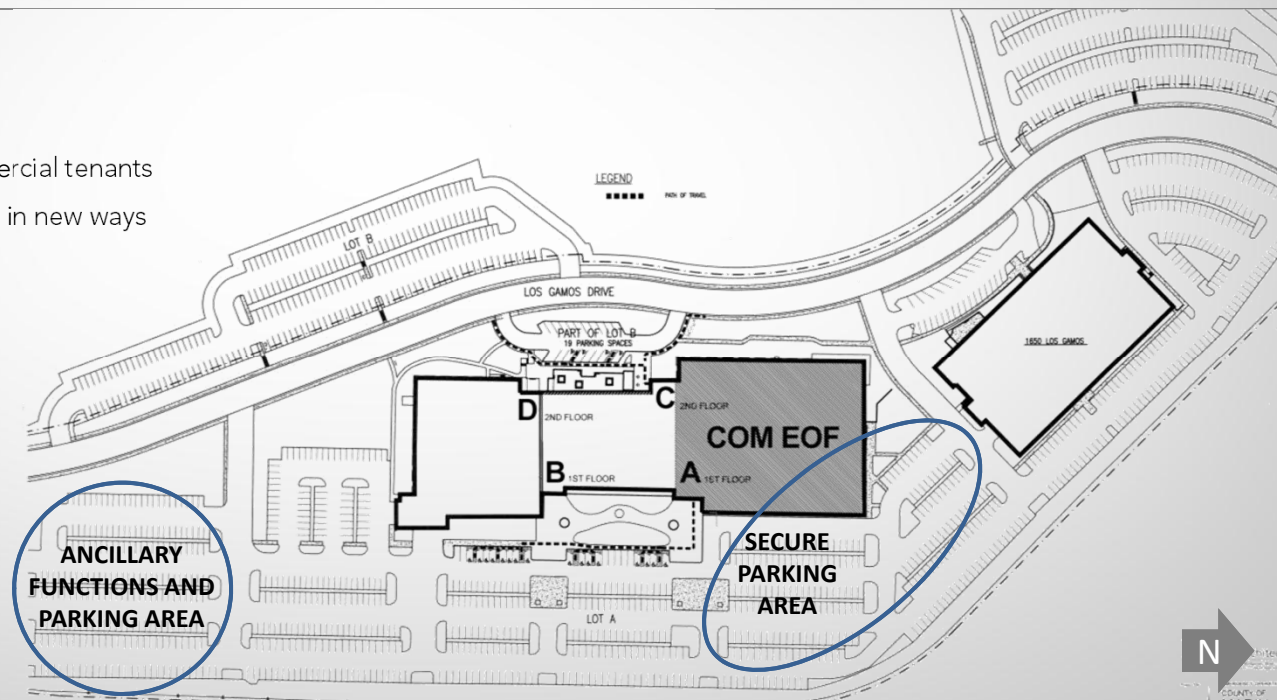 ercial tenants
in new ways
LEGEND
PATH OF TRAVEL
LOT B
LOS GAMOS DRIVE
PART OF LOT B
19 PARKING SPACES
1650 LOS GAMOS
D
2ND FLOOR
C
2ND FLOOR
COM EOF
B
1ST FLOOR
A
1ST FLOOR
ANCILLARY
FUNCTIONS AND
PARKING AREA
SECURE
PARKING
AREA
LOT A
N
COUNTY OF